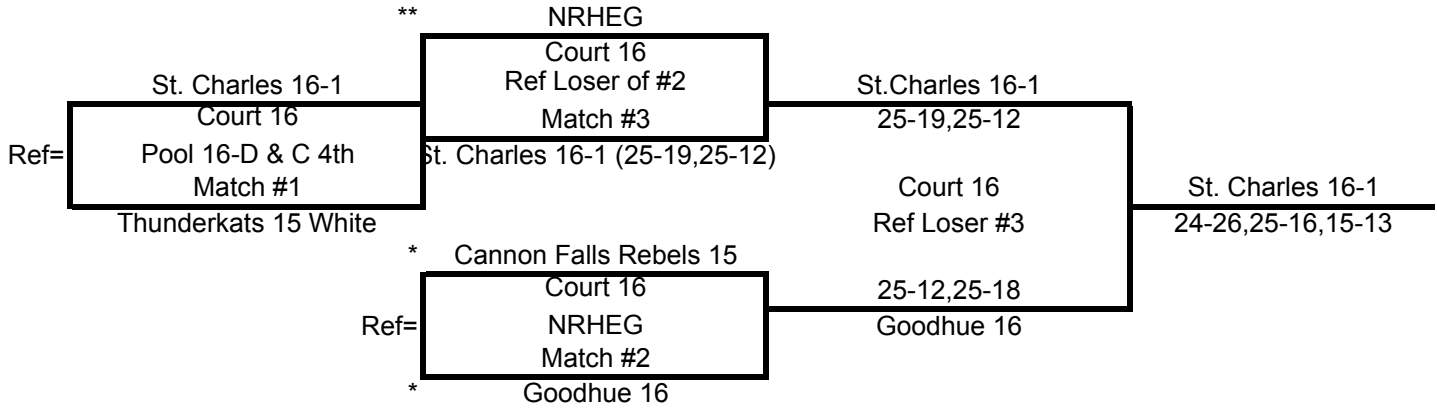 ** NRHEG
Court 16
Ref Loser of #2
Match #3
St. Charles 16-1 (25-19,25-12)
St. Charles 16-1
Court 16
Ref= Pool 16-D & C 4th
Match #1
Thunderkats 15 White
* Cannon Falls Rebels 15
Court 16
Ref= NRHEG
Match #2
* Goodhue 16
St.Charles 16-1
25-19,25-12
Court 16
Ref Loser #3
25-12,25-18
Goodhue 16
St. Charles 16-1
24-26,25-16,15-13